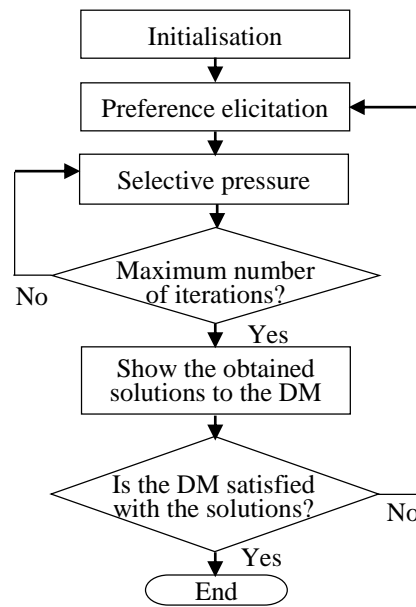 Initialisation
Preference elicitation
Selective pressure
Maximum number
of iterations?
No
Yes
Show the obtained
solutions to the DM
Is the DM satisfied
with the solutions?
No
Yes
End